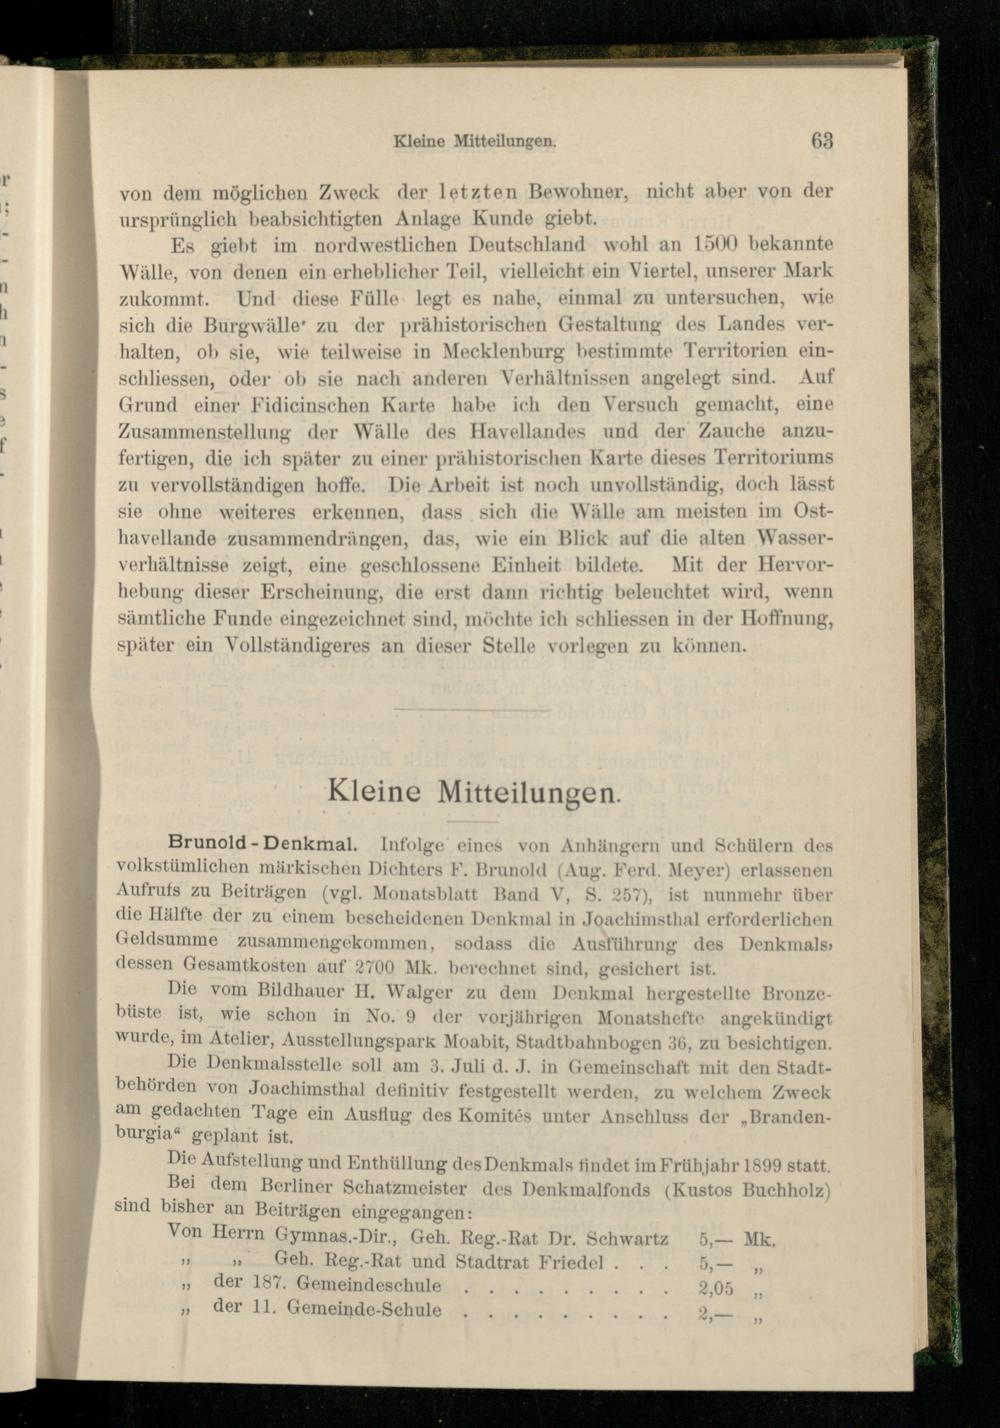 Kleine Mitteilungen. 63
von dem möglichen Zweck der letzten Bewohner, nicht aber von der
ursprünglich beabsichtigten Anlage Kunde giebt.
Es giebt im nordwestlichen Deutschland wohl an 1500 bekannte
Wälle, von denen ein erheblicher Teil, vielleicht ein Viertel, unserer Mark
zukommt. Und diese Fülle legt es nahe, einmal zu untersuchen, wie
sich die Burgwälle zu der prähistorischen Gestaltung des Landes ver-
halten, ob sie, wie teilweise in Mecklenburg bestimmte Territorien ein-
schliessen, oder ob sie nach anderen Verhältnissen angelegt sind. Auf
Grund einer Fidicinschen Karte habe ich den Versuch gemacht, eine
Zusammenstellung der Wälle des Havellandes und der Zauche anzu-
fertigen, die ich später zu einer prähistorischen Karte dieses Territoriums
zu vervollständigen hoffe. Die Arbeit ist noch unvollständig, doch lässt
sie ohne weiteres erkennen, dass sich die Wälle am meisten im Ost-
havellande zusammendrängen, das, wie ein Blick auf die alten Wasser-
verhältnisse zeigt, eine geschlossene Einheit bildete. Mit der Hervor-
hebung dieser Erscheinung, die erst dann richtig beleuchtet wird, wenn
sämtliche Funde eingezeichnet sind, möchte ich schliessen in der Hoffnung,
später ein Vollständigeres an dieser Stelle vorlegen zu können.
Kleine Mitteilungen.
Brunold-Denkmal. Infolge eines von Anhängern und Schülern des
volkstümlichen märkischen Dichters F. Brunold (Aug. Ferd. Meyer) erlassenen
Aufrufs zu Beiträgen (vgl. Monatsblatt Band V, S. 257), ist nunmehr über
die Hälfte der zu einem bescheidenen Denkmal in Joachimsthal erforderlichen
Geldsumme zusammengekommen, sodass die Ausführung des Denkmals,
dessen Gesamtkosten auf 2700 Mk. berechnet sind, gesichert ist.
Die vom Bildhauer H. Walger zu dem Denkmal hergestellte Bronze-
büste ist, wie schon in No. 9 der vorjährigen Monatshefte angekündigt
wurde, im Atelier, Ausstellungspark Moabit, Stadtbahnbogen 36, zu besichtigen.
Die Denkmalsstelle soll am 3. Juli d. J. in Gemeinschaft mit den Stadt-
behörden von Joachimsthal definitiv festgestellt werden, zu welchem Zweck
am gedachten Tage ein Ausflug des Komités unter Anschluss der „Branden-
burgia“ geplant ist.
Die Aufstellung und Enthüllung des Denkmals findet im Frühjahr 1899 statt.
Bei dem Berliner Schatzmeister des Denkmalfonds (Kustos Buchholz)
sind bisher an Beiträgen eingegangen:
Von Herrn Gymnas.-Dir., Geh. Reg.-Rat Dr. Schwartz 5,— Mk.
„ „ Geh. Reg.-Rat und Stadtrat Friedel . . . 5,— „
„ der 187. Gemeindeschule . . . . . . . . . 2,05 „
„ der 11. Gemeinde-Schule . . . . . . . . . 2,— „